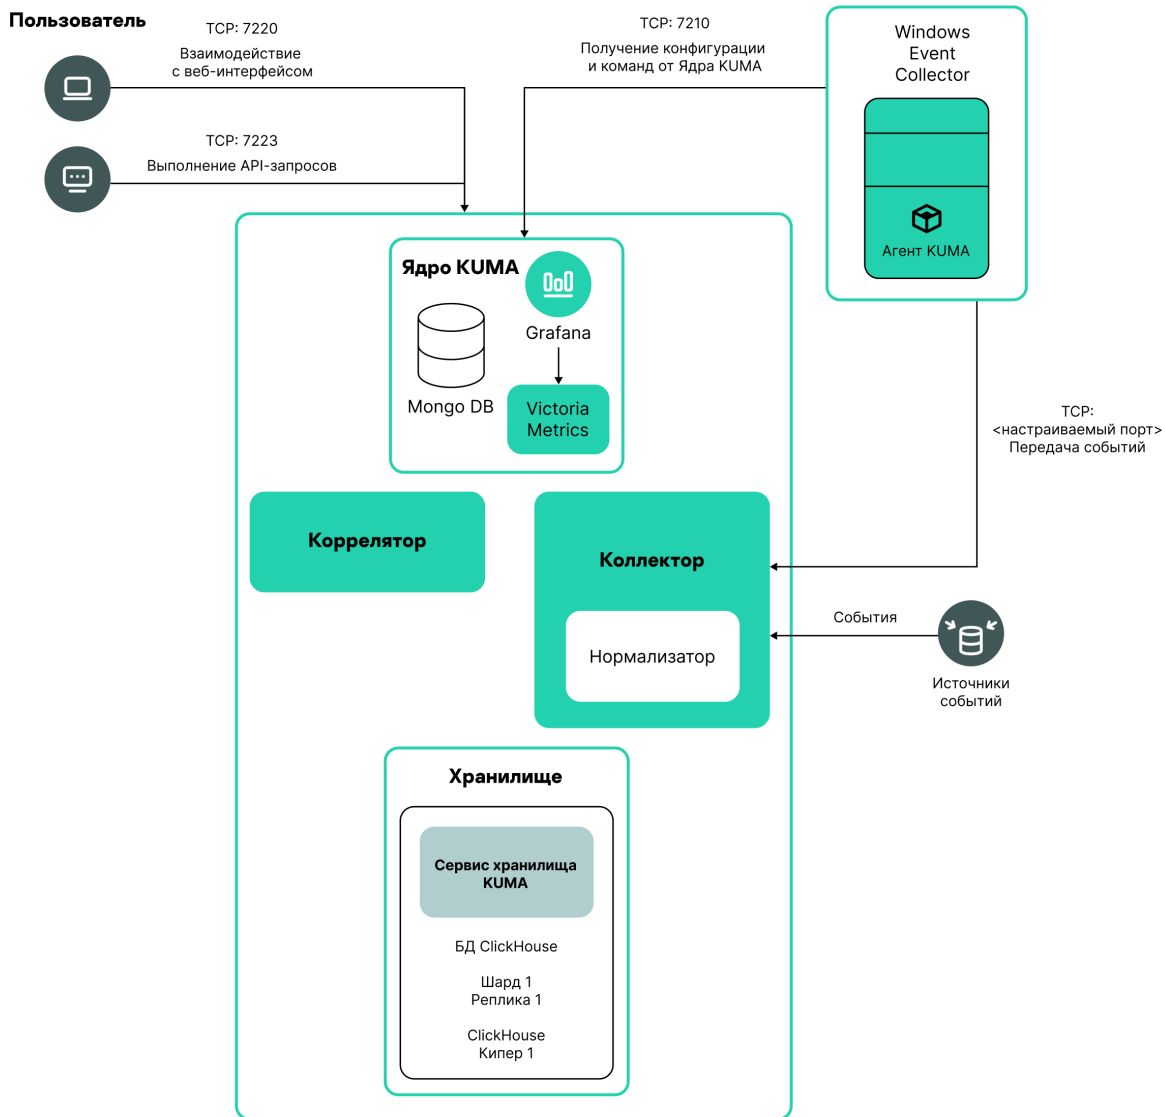 Пользователь
TCP: 7220
Взаимодействие
с веб-интерфейсом
TCP: 7223
Выполнение API-запросов
TCP: 7210
Получение конфигурации
и команд от Ядра KUMA
Windows
Event
Collector
Агент KUMA
Ядро KUMA
Grafana
Mongo DB
Victoria
Metrics
TCP:
<настраиваемый порт>
Передача событий
Коррелятор
Коллектор
Нормализатор
События
Источники
событий
Хранилище
Сервис хранилища
KUMA
БД ClickHouse
Шард 1
Реплика 1
ClickHouse
Кипер 1